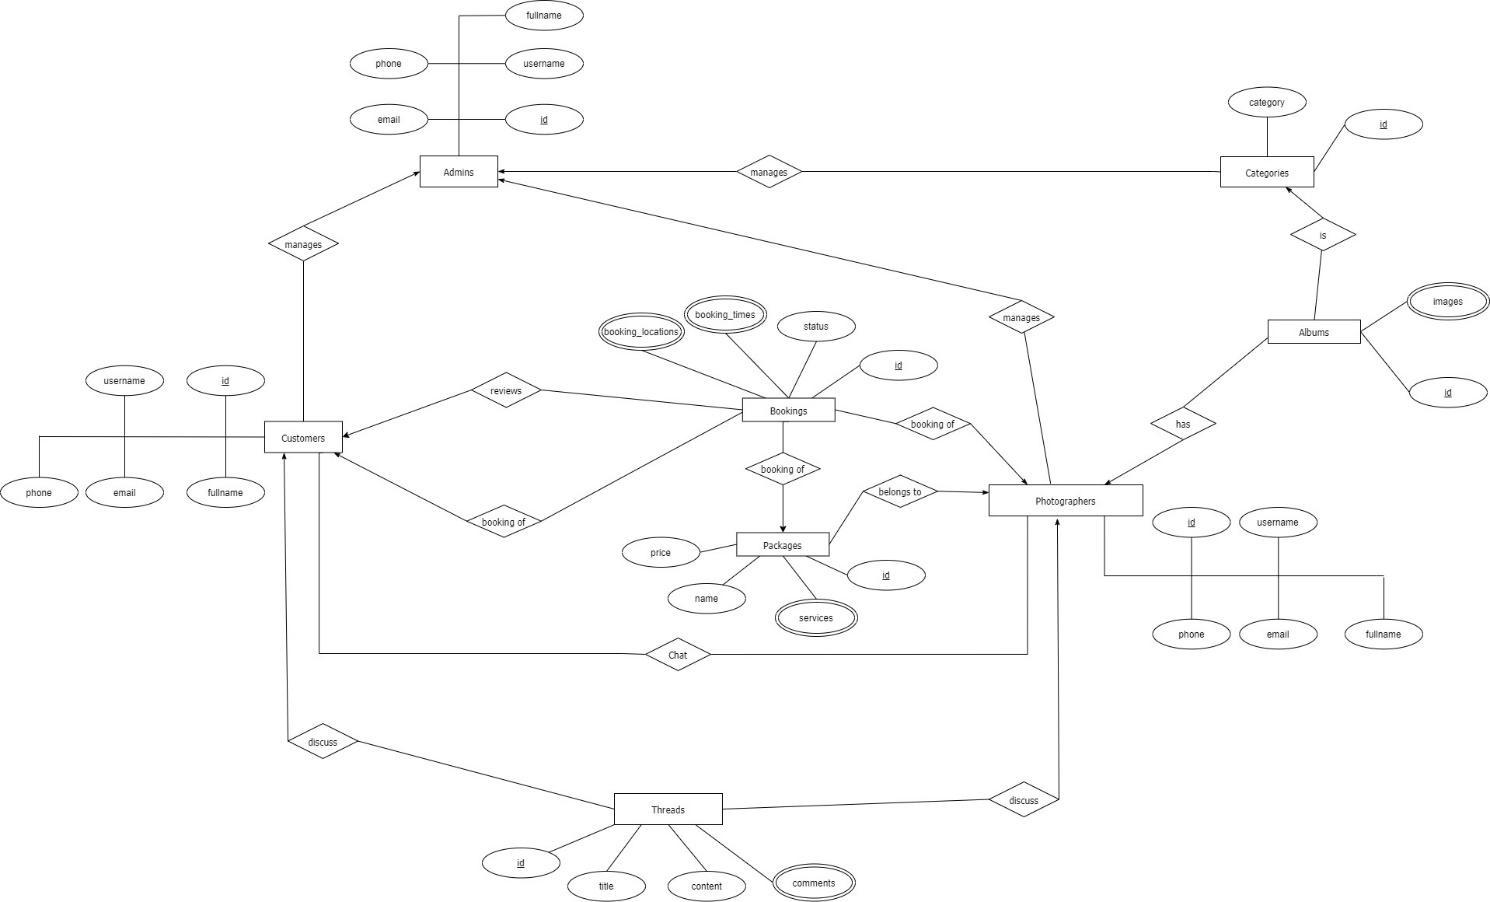 fullname
phone
username
email
id
category
id
Admins
manages
Categories
manages
is
images
booking_locations
booking_times
status
manages
Albums
id
username
id
reviews
id
Bookings
booking of
has
Customers
phone
email
fullname
booking of
belongs to
Photographers
booking of
id
username
price
Packages
id
name
services
phone
email
fullname
Chat
discuss
discuss
Threads
id
title
content
comments